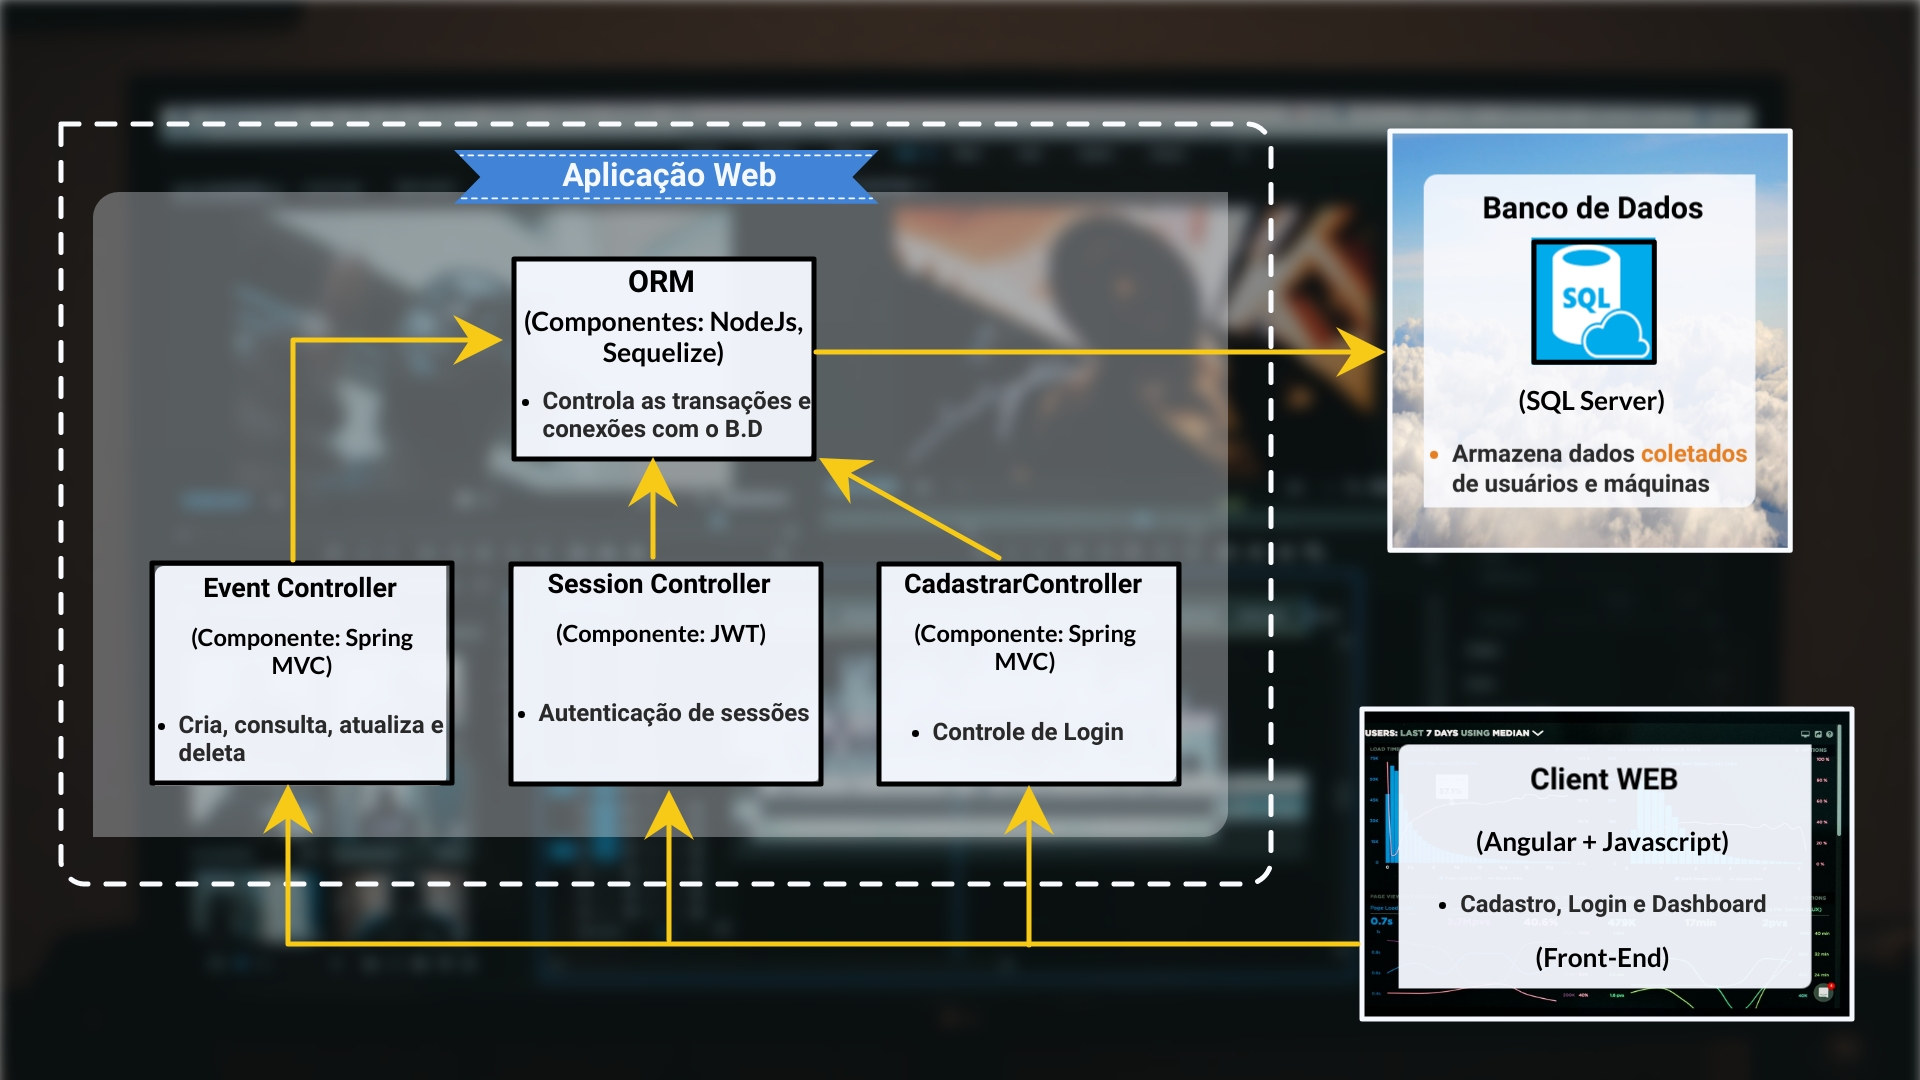 Aplicação Web
ORM
(Componentes: NodeJs,
Sequelize)
• Controla as transações e
conexões com o B.D
Event Controller
(Componente: Spring
MVC)
• Cria, consulta, atualiza e
deleta
Session Controller
(Componente: JWT)
• Autenticação de sessões
CadastrarController
(Componente: Spring
MVC)
• Controle de Login
Banco de Dados
SQL
(SQL Server)
• Armazena dados coletados
de usuários e máquinas
USERS: LAST 7 DAYS USING MEDIAN
Client WEB
(Angular + Javascript)
• Cadastro, Login e Dashboard
(Front-End)
0.7s